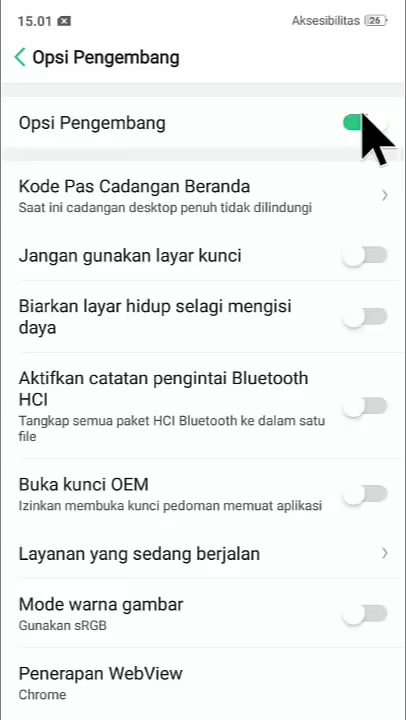 15.01
Aksesibilitas 26
Opsi Pengembang
Opsi Pengembang
Kode Pas Cadangan Beranda
Saat ini cadangan desktop penuh tidak dilindungi
Jangan gunakan layar kunci
Biarkan layar hidup selagi mengisi
daya
Aktifkan catatan pengintai Bluetooth
HCI
Tangkap semua paket HCI Bluetooth ke dalam satu
file
Buka kunci OEM
Izinkan membuka kunci pedoman memuat aplikasi
Layanan yang sedang berjalan
Mode warna gambar
Gunakan sRGB
Penerapan WebView
Chrome